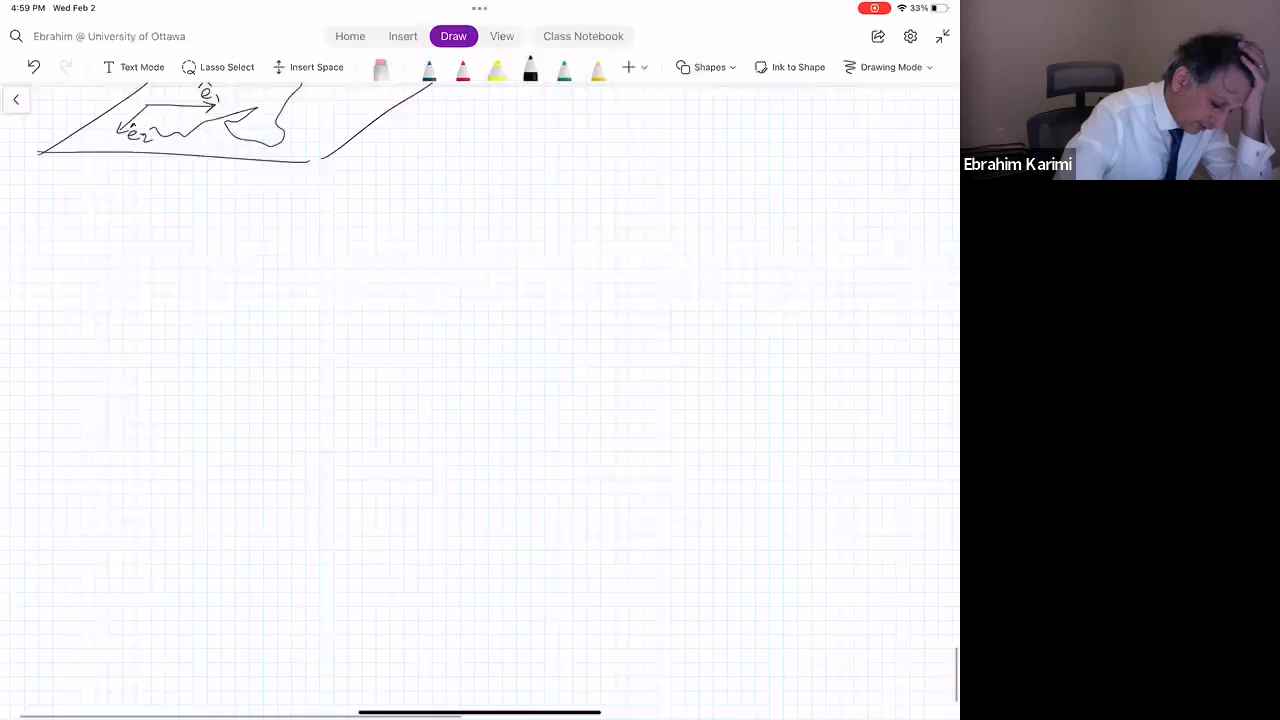 4:59 PM Wed Feb 2
33%
Ebrahim @ University of Ottawa
Home Insert Draw View Class Notebook
Text Mode Lasso Select Insert Space Shapes Ink to Shape Drawing Mode
ê₁
ê₂
Ebrahim Karimi